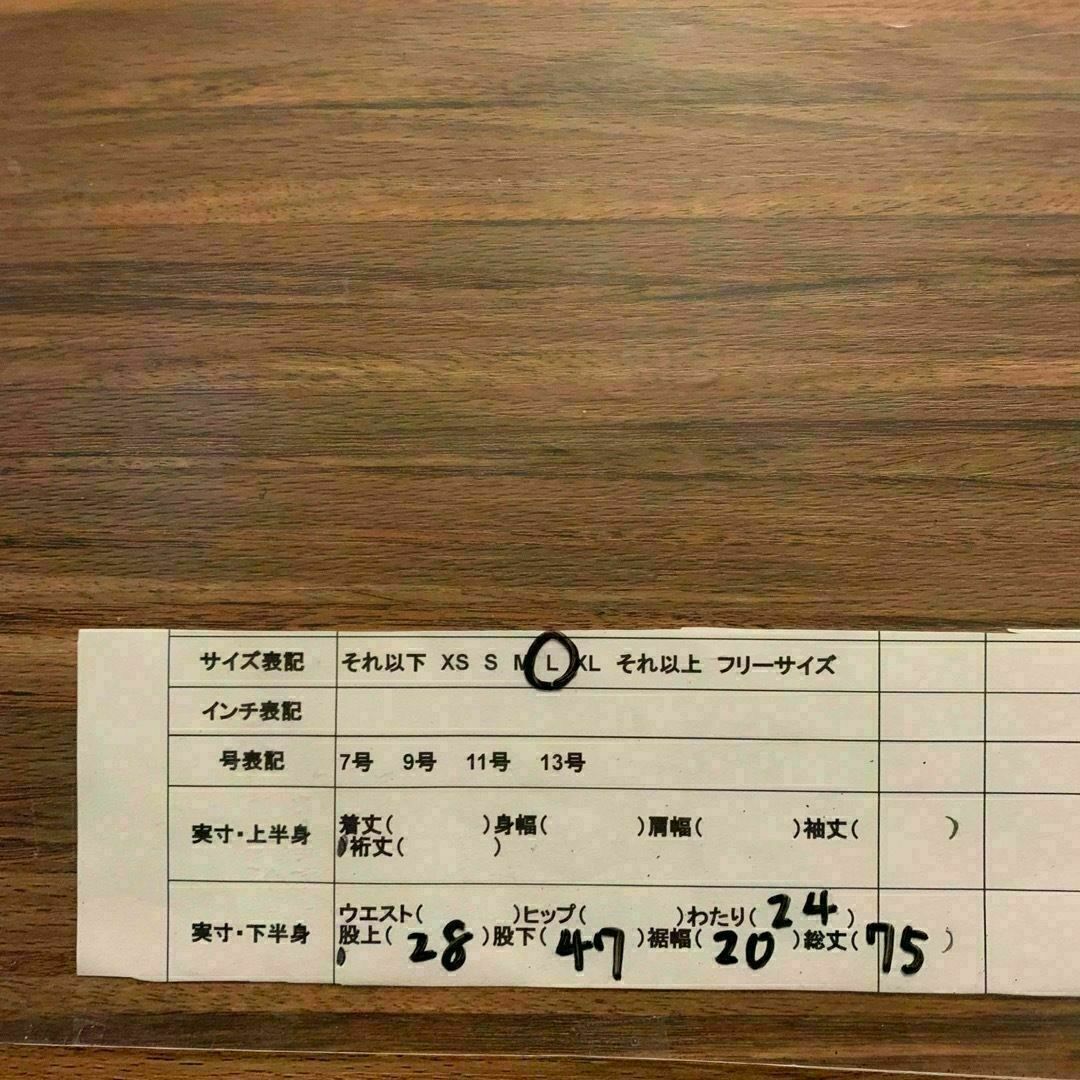 サイズ表記 それ以下 XS S M L XL それ以上 フリーサイズ
インチ表記
号表記 7号 9号 11号 13号
実寸・上半身 着丈( )身幅( )肩幅( )袖丈( )
裄丈( )
実寸・下半身 ウエスト( )ヒップ( )わたり( 24 )
股上( 28 )股下( 47 )裾幅( 20 )総丈( 75 )